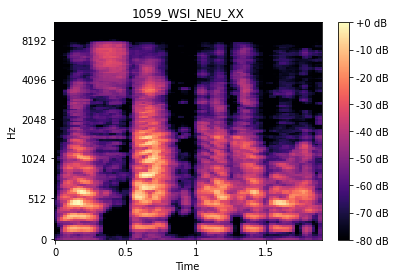 1059_WSI_NEU_XX
Hz
8192
4096
2048
1024
512
0
0
0.5
1
1.5
Time
+0 dB
-10 dB
-20 dB
-30 dB
-40 dB
-50 dB
-60 dB
-70 dB
-80 dB